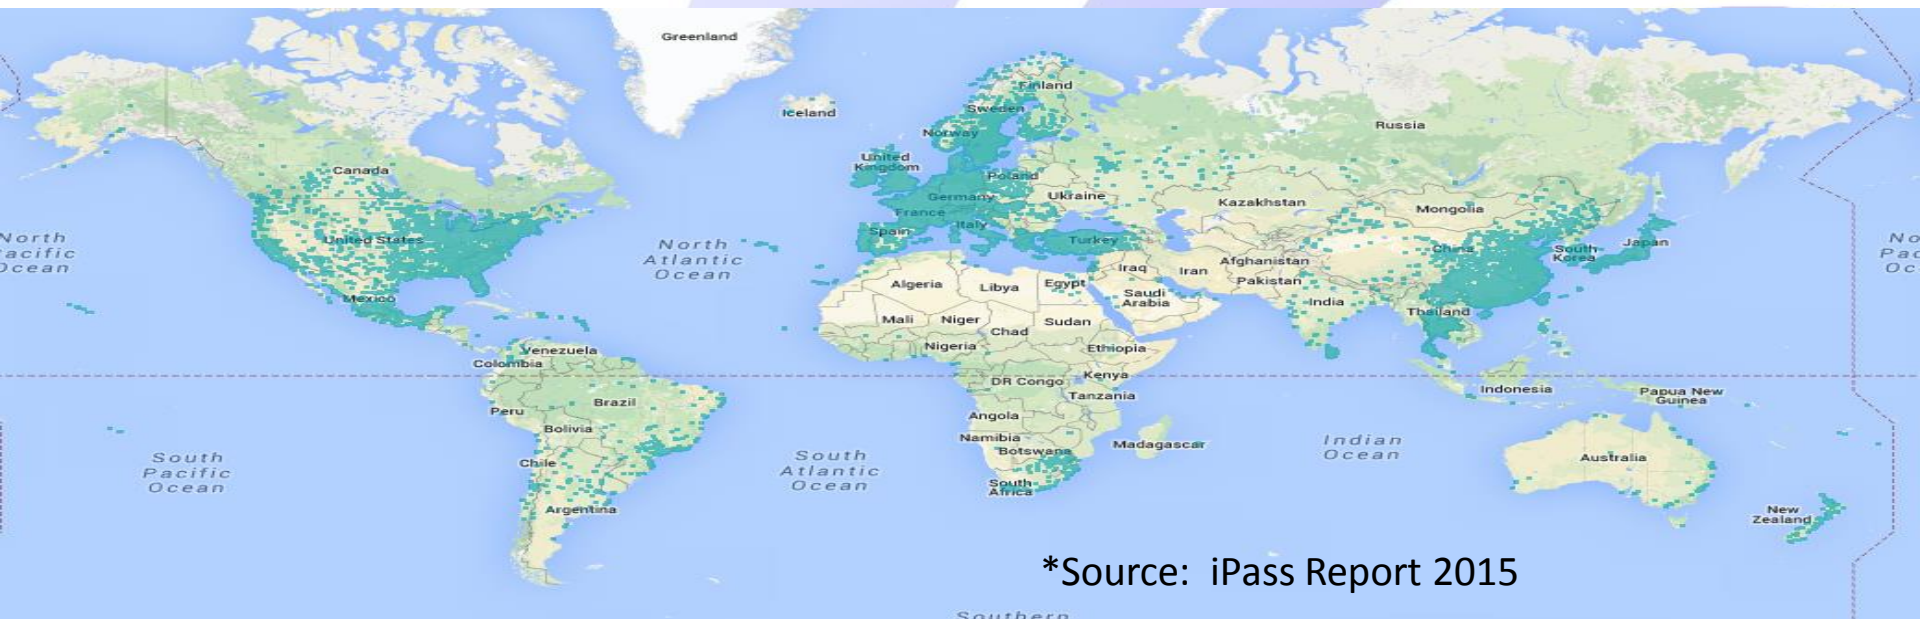 Greenland
Finland
Iceland
Sweden
Russia
Norway
United
Kingdom
Canada
Poland
Germany
Ukraine
Kazakhstan
Mongolia
France
Spain
Italy
Turkey
United States
North
Atlantic
Ocean
North
acific
Ocean
China
South
Korea
Japan
No
Pac
Oc
Afghanistan
Iraq
Iran
Pakistan
Algeria
Libya
Egypt
Saudi
Arabia
India
Mexico
Thailand
Mali
Niger
Chad
Sudan
Nigeria
Ethiopia
Venezuela
Colombia
DR Congo
Kenya
Tanzania
Indonesia
Papua New
Guinea
Brazil
Peru
Bolivia
Angola
Namibia
Botswana
Madagascar
Indian
Ocean
Australia
Chile
South
Pacific
Ocean
South
Atlantic
Ocean
South
Africa
Argentina
New
Zealand
*Source: iPass Report 2015
Southern